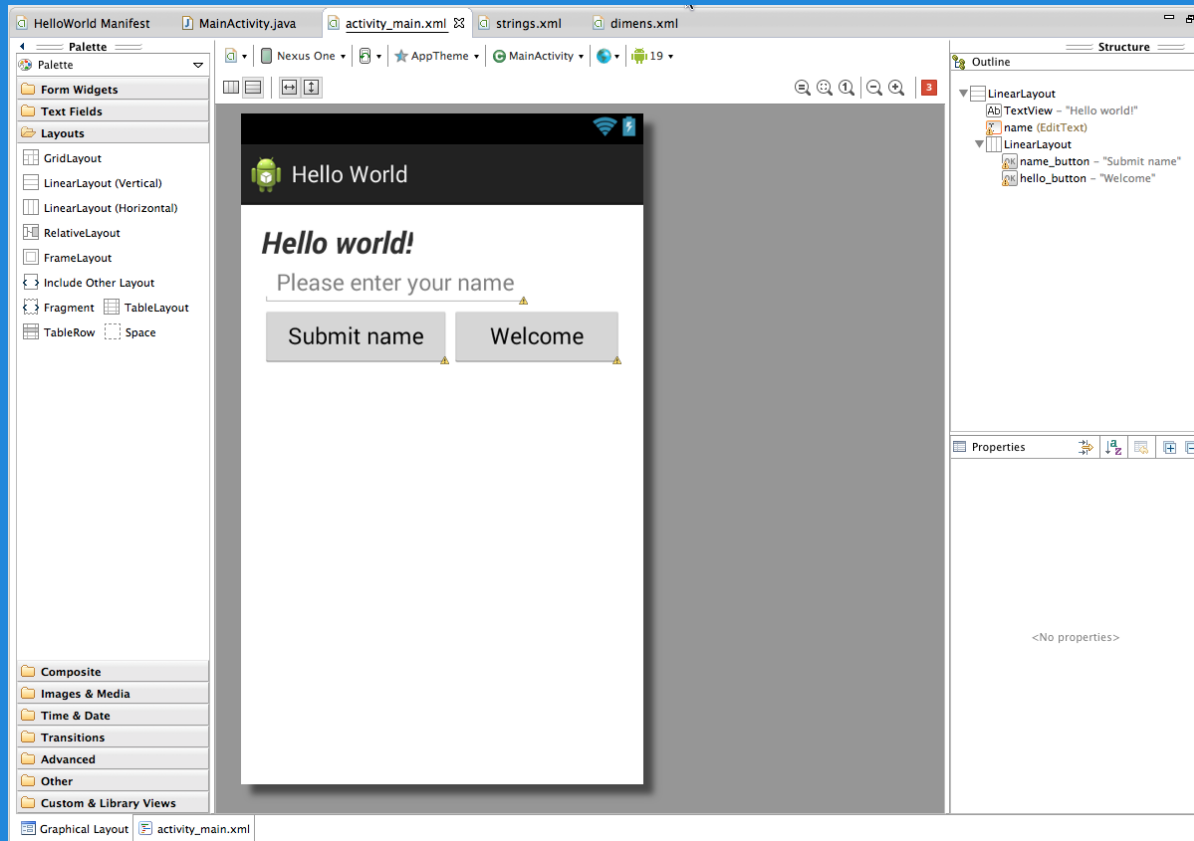 HelloWorld Manifest
MainActivity.java
activity_main.xml
strings.xml
dimens.xml
Palette
Palette
Form Widgets
Text Fields
Layouts
GridLayout
LinearLayout (Vertical)
LinearLayout (Horizontal)
RelativeLayout
FrameLayout
Include Other Layout
Fragment TableLayout
TableRow Space
Composite
Images & Media
Time & Date
Transitions
Advanced
Other
Custom & Library Views
Nexus One
AppTheme
MainActivity
19
1
3
Hello World
Hello world!
Please enter your name
Submit name
Welcome
Structure
Outline
LinearLayout
Ab TextView - "Hello world!"
name (EditText)
LinearLayout
OK name_button - "Submit name"
OK hello_button - "Welcome"
Properties
a z
<No properties>
Graphical Layout
activity_main.xml